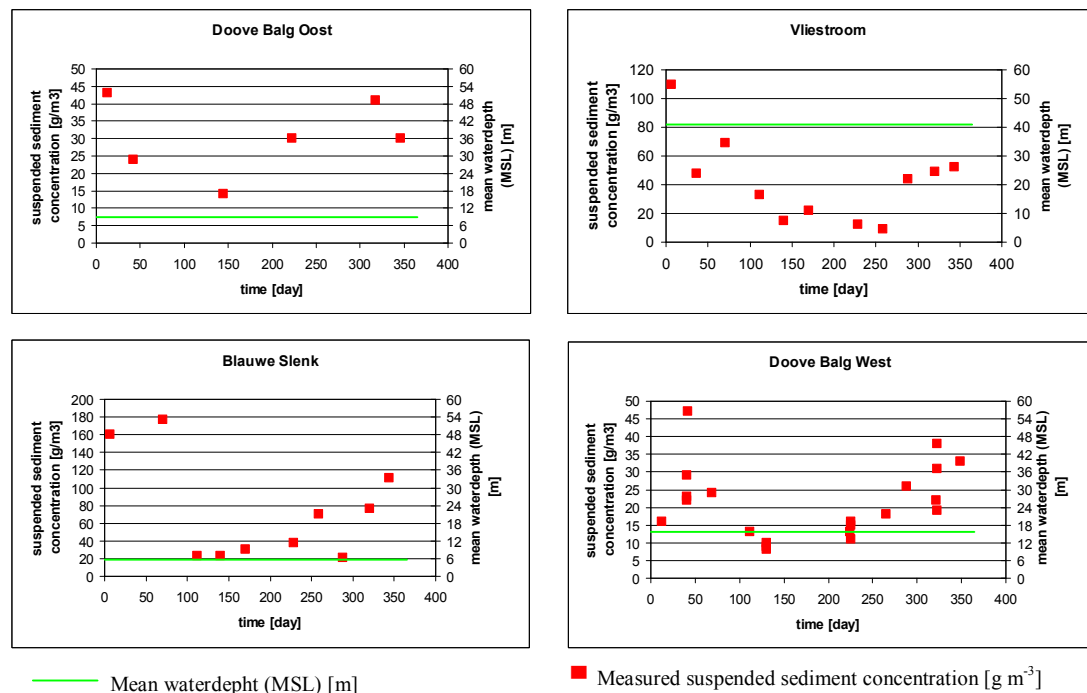 Doove Balg Oost
suspended sediment
concentration [g/m3]
50
45
40
35
30
25
20
15
10
5
0
60
54
48
42
36
30
24
18
12
6
0
mean waterdepth
(MSL) [m]
0 50 100 150 200 250 300 350 400
time [day]
Vliestroom
suspended sediment
concentration [g/m3]
120
100
80
60
40
20
0
60
50
40
30
20
10
0
mean waterdepth
(MSL) [m]
0 50 100 150 200 250 300 350 400
time [day]
Blauwe Slenk
suspended sediment
concentration [g/m3]
200
180
160
140
120
100
80
60
40
20
0
60
54
48
42
36
30
24
18
12
6
0
mean waterdepth (MSL)
[m]
0 50 100 150 200 250 300 350 400
time [day]
Doove Balg West
suspended sediment
concentration [g/m3]
50
45
40
35
30
25
20
15
10
5
0
60
54
48
42
36
30
24
18
12
6
0
mean waterdepth (MSL)
[m]
0 50 100 150 200 250 300 350 400
time [day]
Mean waterdepht (MSL) [m]
Measured suspended sediment concentration [g m-3]